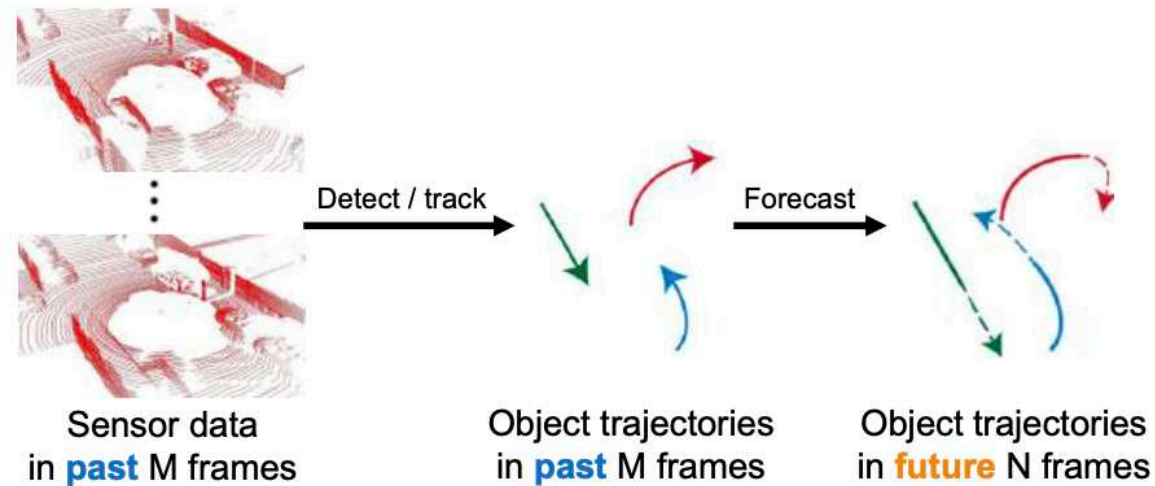 Detect / track
Forecast
Sensor data
in past M frames
Object trajectories
in past M frames
Object trajectories
in future N frames